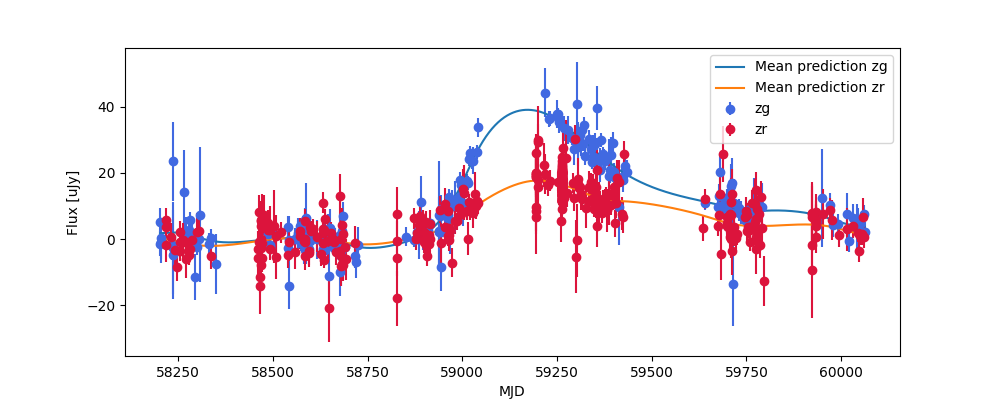 Flux [uJy]
40
20
0
−20
Mean prediction zg
Mean prediction zr
zg
zr
58250 58500 58750 59000 59250 59500 59750 60000
MJD